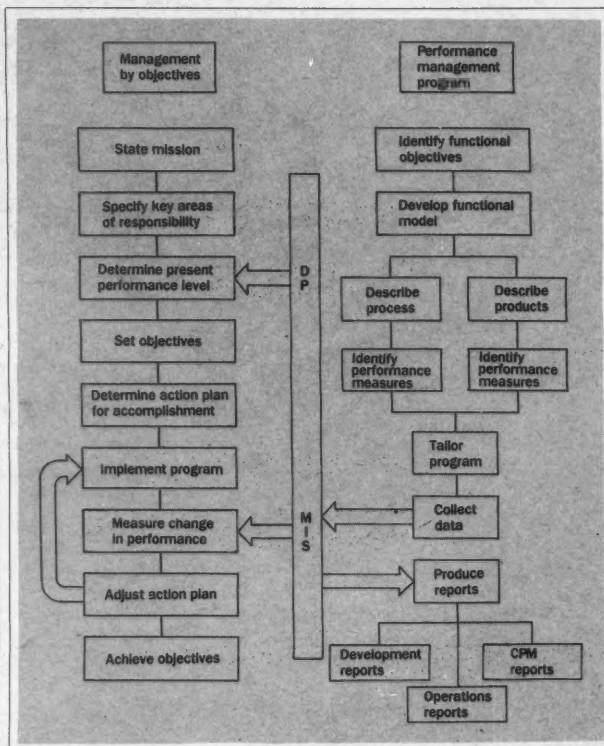 Management
by objectives
State mission
Specify key areas
of responsibility
Determine present
performance level
Set objectives
Determine action plan
for accomplishment
Implement program
Measure change
in performance
Adjust action plan
Achieve objectives
D
P
M
I
S
Performance
management
program
Identify functional
objectives
Develop functional
model
Describe
process
Describe
products
Identify
performance
measures
Identify
performance
measures
Tailor
program
Collect
data
Produce
reports
Development
reports
Operations
reports
CPM
reports